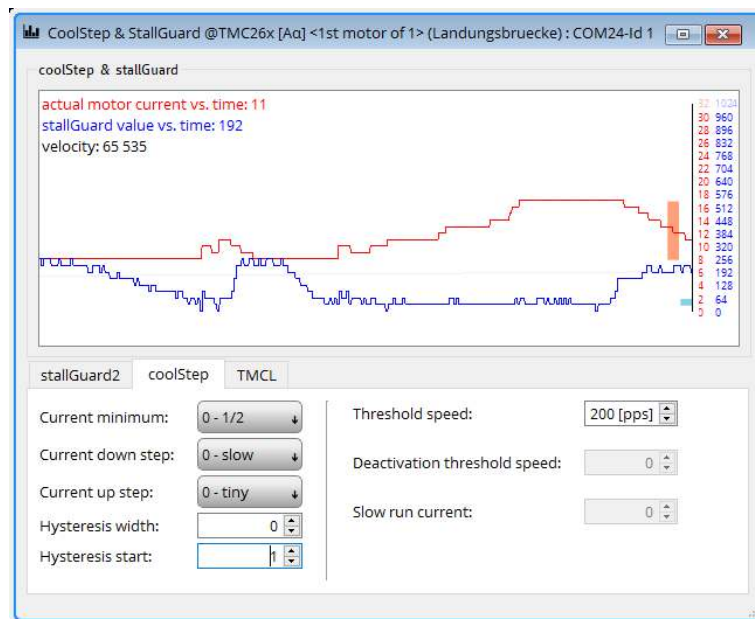 CoolStep & StallGuard @TMC26x [Aα] <1st motor of 1> (Landungsbruecke) : COM24-Id 1
coolStep & stallGuard
actual motor current vs. time: 11
stallGuard value vs. time: 192
velocity: 65 535
32 1024
30 960
28 896
26 832
24 768
22 704
20 640
18 576
16 512
14 448
12 384
10 320
8 256
6 192
4 128
2 64
0 0
stallGuard2 coolStep TMCL
Current minimum: 0 - 1/2
Threshold speed: 200 [pps]
Current down step: 0 - slow
Deactivation threshold speed: 0
Current up step: 0 - tiny
Slow run current: 0
Hysteresis width: 0
Hysteresis start: 1